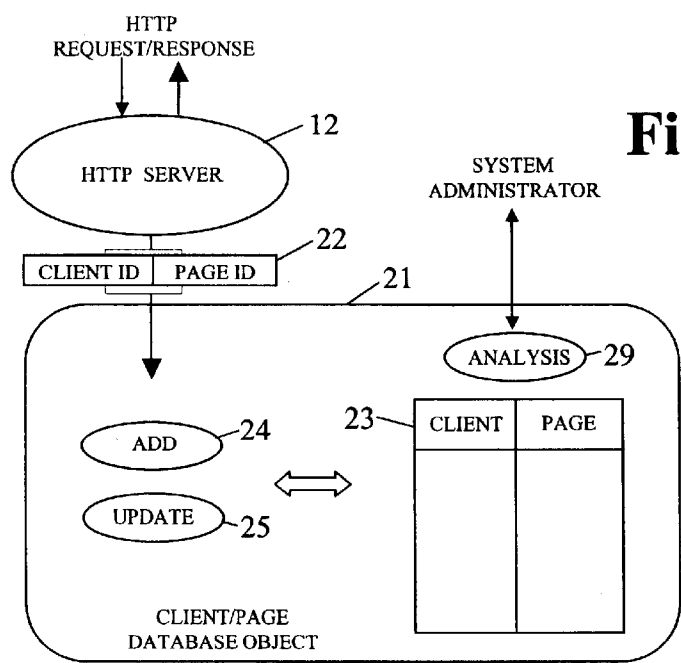 HTTP
REQUEST/RESPONSE
12
Fi
HTTP SERVER
SYSTEM
ADMINISTRATOR
22
CLIENT ID PAGE ID
21
ANALYSIS 29
23 CLIENT PAGE
24
ADD
UPDATE 25
CLIENT/PAGE
DATABASE OBJECT